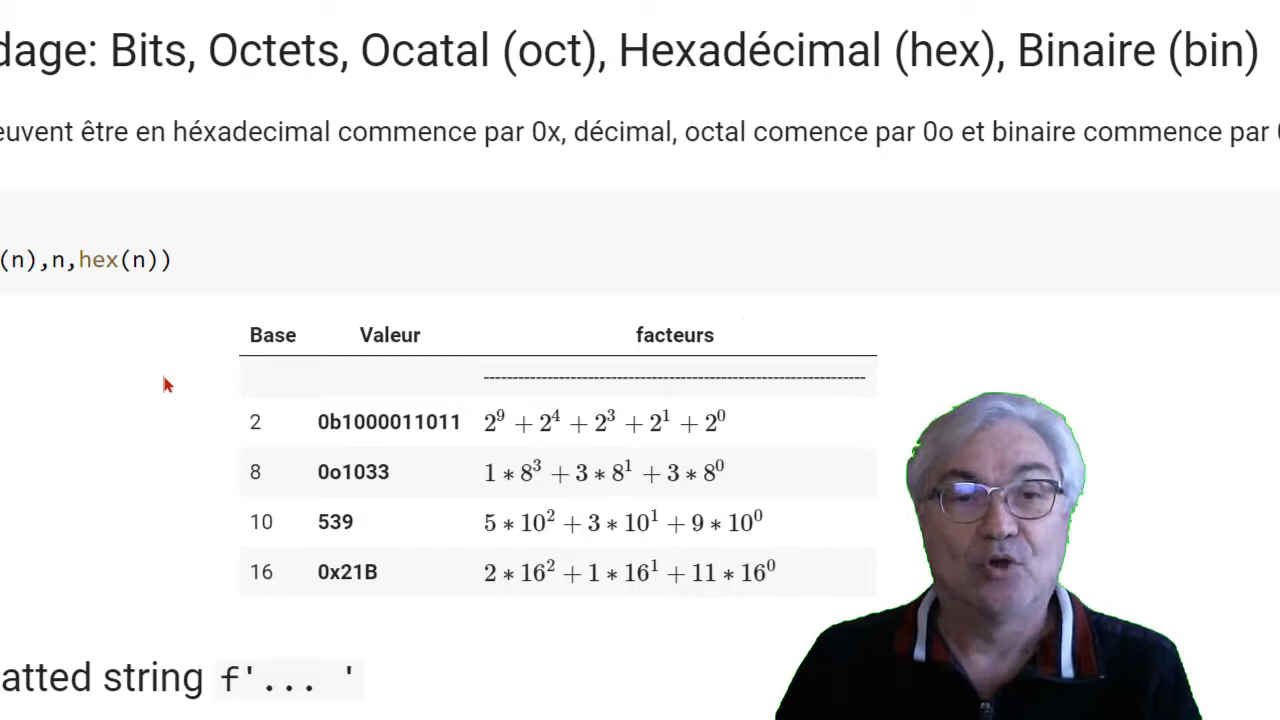 dage: Bits, Octets, Ocatal (oct), Hexadécimal (hex), Binaire (bin)
euvent être en héxadecimal commence par 0x, décimal, octal comence par 0o et binaire commence par
(n),n,hex(n))
Base Valeur facteurs
-----------------------------------------------------------------
2 0b1000011011 2⁹ + 2⁴ + 2³ + 2¹ + 2⁰
8 0o1033 1 * 8³ + 3 * 8¹ + 3 * 8⁰
10 539 5 * 10² + 3 * 10¹ + 9 * 10⁰
16 0x21B 2 * 16² + 1 * 16¹ + 11 * 16⁰
atted string f'... '